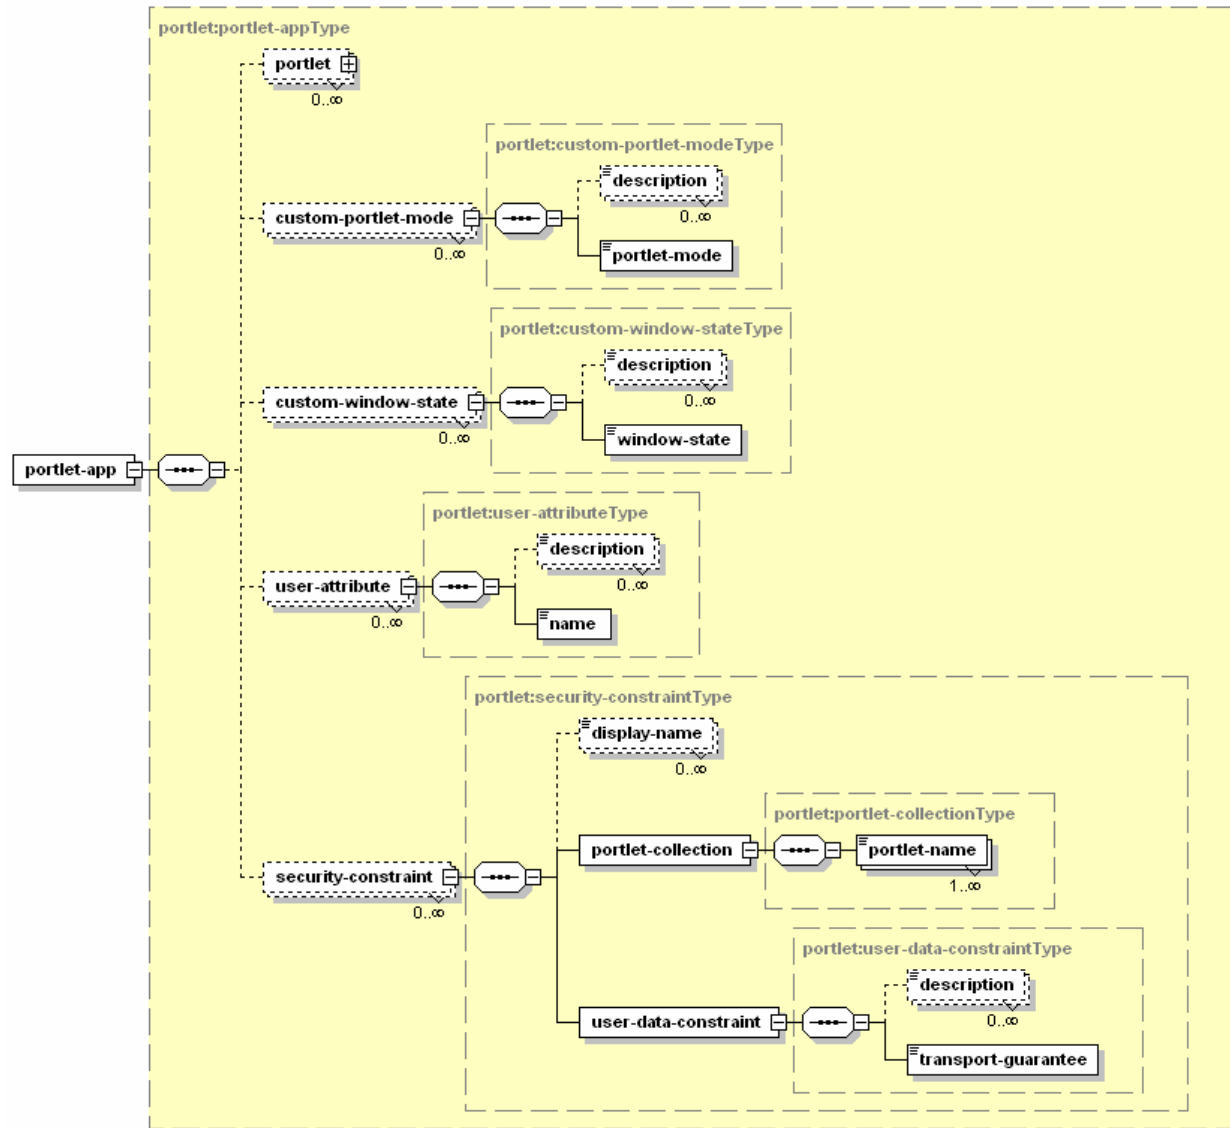 portlet:portlet-appType
portlet
0..∞
portlet:custom-portlet-modeType
description
0..∞
custom-portlet-mode
0..∞
portlet-mode
portlet:custom-window-stateType
description
0..∞
custom-window-state
0..∞
window-state
portlet-app
portlet:user-attributeType
description
0..∞
user-attribute
0..∞
name
portlet:security-constraintType
display-name
0..∞
portlet:portlet-collectionType
portlet-collection
portlet-name
1..∞
security-constraint
0..∞
portlet:user-data-constraintType
description
0..∞
user-data-constraint
transport-guarantee